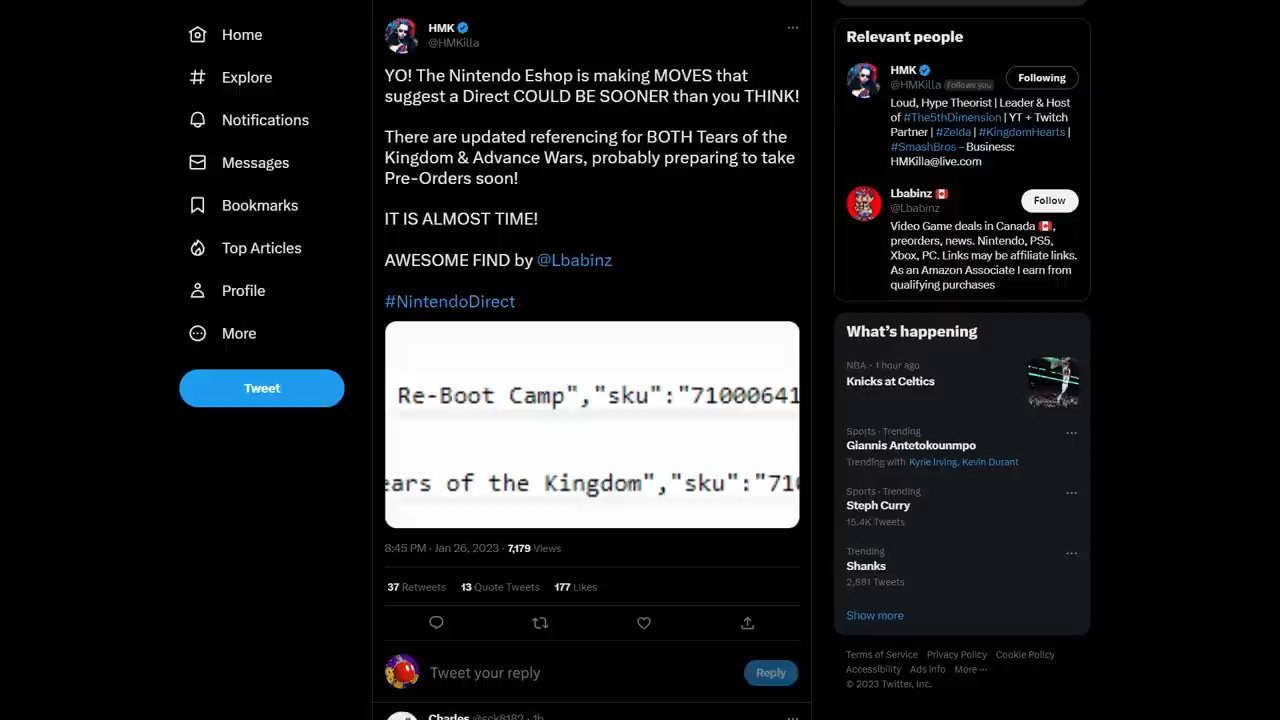 Home
Explore
Notifications
Messages
Bookmarks
Top Articles
Profile
More
Tweet
HMK
@HMKilla
YO! The Nintendo Eshop is making MOVES that
suggest a Direct COULD BE SOONER than you THINK!
There are updated referencing for BOTH Tears of the
Kingdom & Advance Wars, probably preparing to take
Pre-Orders soon!
IT IS ALMOST TIME!
AWESOME FIND by @Lbabinz
#NintendoDirect
Re-Boot Camp","sku":"71000641
ears of the Kingdom","sku":"710
8:45 PM · Jan 26, 2023 · 7,179 Views
37 Retweets 13 Quote Tweets 177 Likes
Tweet your reply
Reply
Charles @sck8182 · 1h
Relevant people
HMK
@HMKilla Follows you
Following
Loud, Hype Theorist | Leader & Host
of #The5thDimension | YT + Twitch
Partner | #Zelda | #KingdomHearts |
#SmashBros – Business:
HMKilla@live.com
Lbabinz
@Lbabinz
Follow
Video Game deals in Canada 🇨🇦,
preorders, news. Nintendo, PS5,
Xbox, PC. Links may be affiliate links.
As an Amazon Associate I earn from
qualifying purchases
What's happening
NBA · 1 hour ago
Knicks at Celtics
Sports · Trending
Giannis Antetokounmpo
Trending with Kyrie Irving, Kevin Durant
Sports · Trending
Steph Curry
15.4K Tweets
Trending
Shanks
2,881 Tweets
Show more
Terms of Service Privacy Policy Cookie Policy
Accessibility Ads info More ···
© 2023 Twitter, Inc.